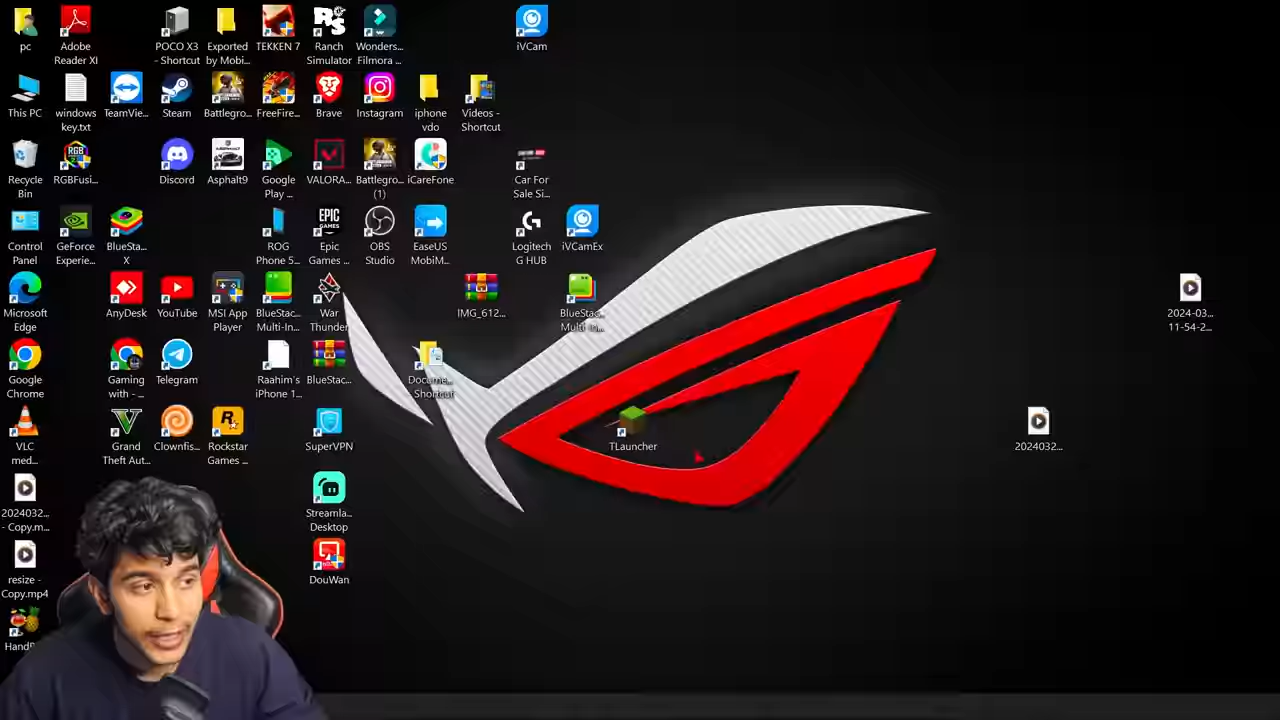 pc
Adobe
Reader XI
POCO X3
- Shortcut
Exported
by Mobi...
TEKKEN 7
Ranch
Simulator
Wonders...
Filmora ...
iVCam
This PC
windows
key.txt
TeamVie...
Steam
Battlegro...
FreeFire...
Brave
Instagram
iphone
vdo
Videos -
Shortcut
Recycle
Bin
RGBFusi...
Discord
Asphalt9
Google
Play ...
VALORA...
Battlegro...
(1)
iCareFone
Car For
Sale Si...
Control
Panel
GeForce
Experie...
BlueSta...
X
ROG
Phone 5...
EPIC
GAMES
Epic
Games ...
OBS
Studio
EaseUS
MobiM...
Logitech
G HUB
iVCamEx
Microsoft
Edge
AnyDesk
YouTube
MSI App
Player
BlueStac...
Multi-In...
War
Thunder
IMG_612...
BlueStac...
Multi-In...
2024-03...
11-54-2...
Google
Chrome
Gaming
with - ...
Telegram
Raahim's
iPhone 1...
BlueStac...
Docume...
- Shortcut
VLC
med...
Grand
Theft Aut...
Clownfis...
Rockstar
Games ...
SuperVPN
TLauncher
2024032...
2024032...
- Copy.m...
Streamla...
Desktop
resize -
Copy.mp4
DouWan